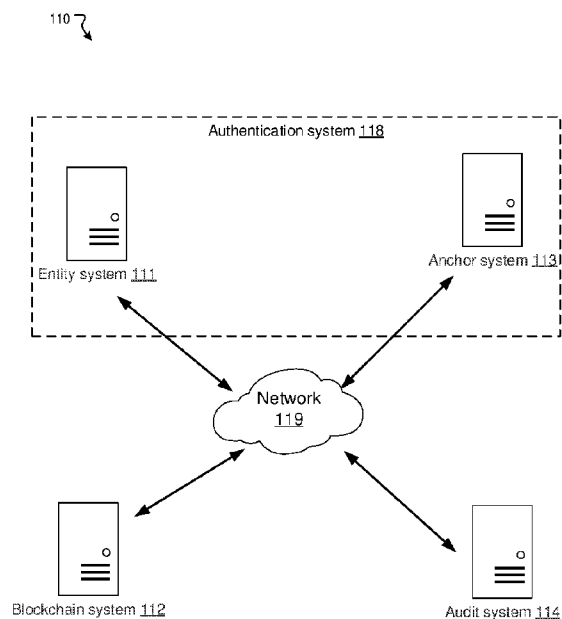 110
Authentication system 118
Entity system 111
Anchor system 113
Network
119
Blockchain system 112
Audit system 114